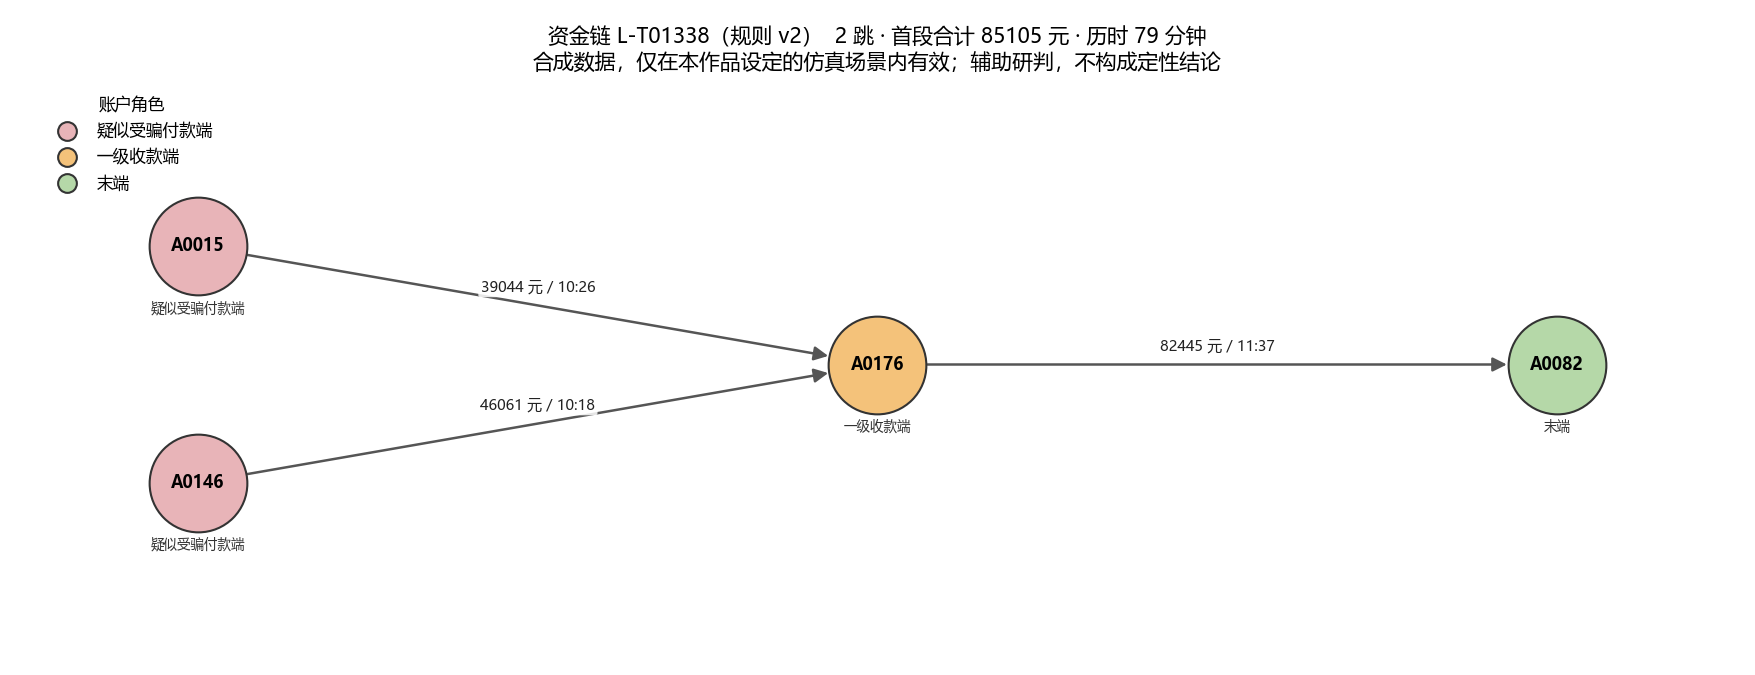 资金链 L-T01338（规则 v2） 2 跳 · 首段合计 85105 元 · 历时 79 分钟
合成数据，仅在本作品设定的仿真场景内有效；辅助研判，不构成定性结论
账户角色
疑似受骗付款端
一级收款端
末端
A0015
疑似受骗付款端
39044 元 / 10:26
A0176
一级收款端
82445 元 / 11:37
A0082
末端
46061 元 / 10:18
A0146
疑似受骗付款端